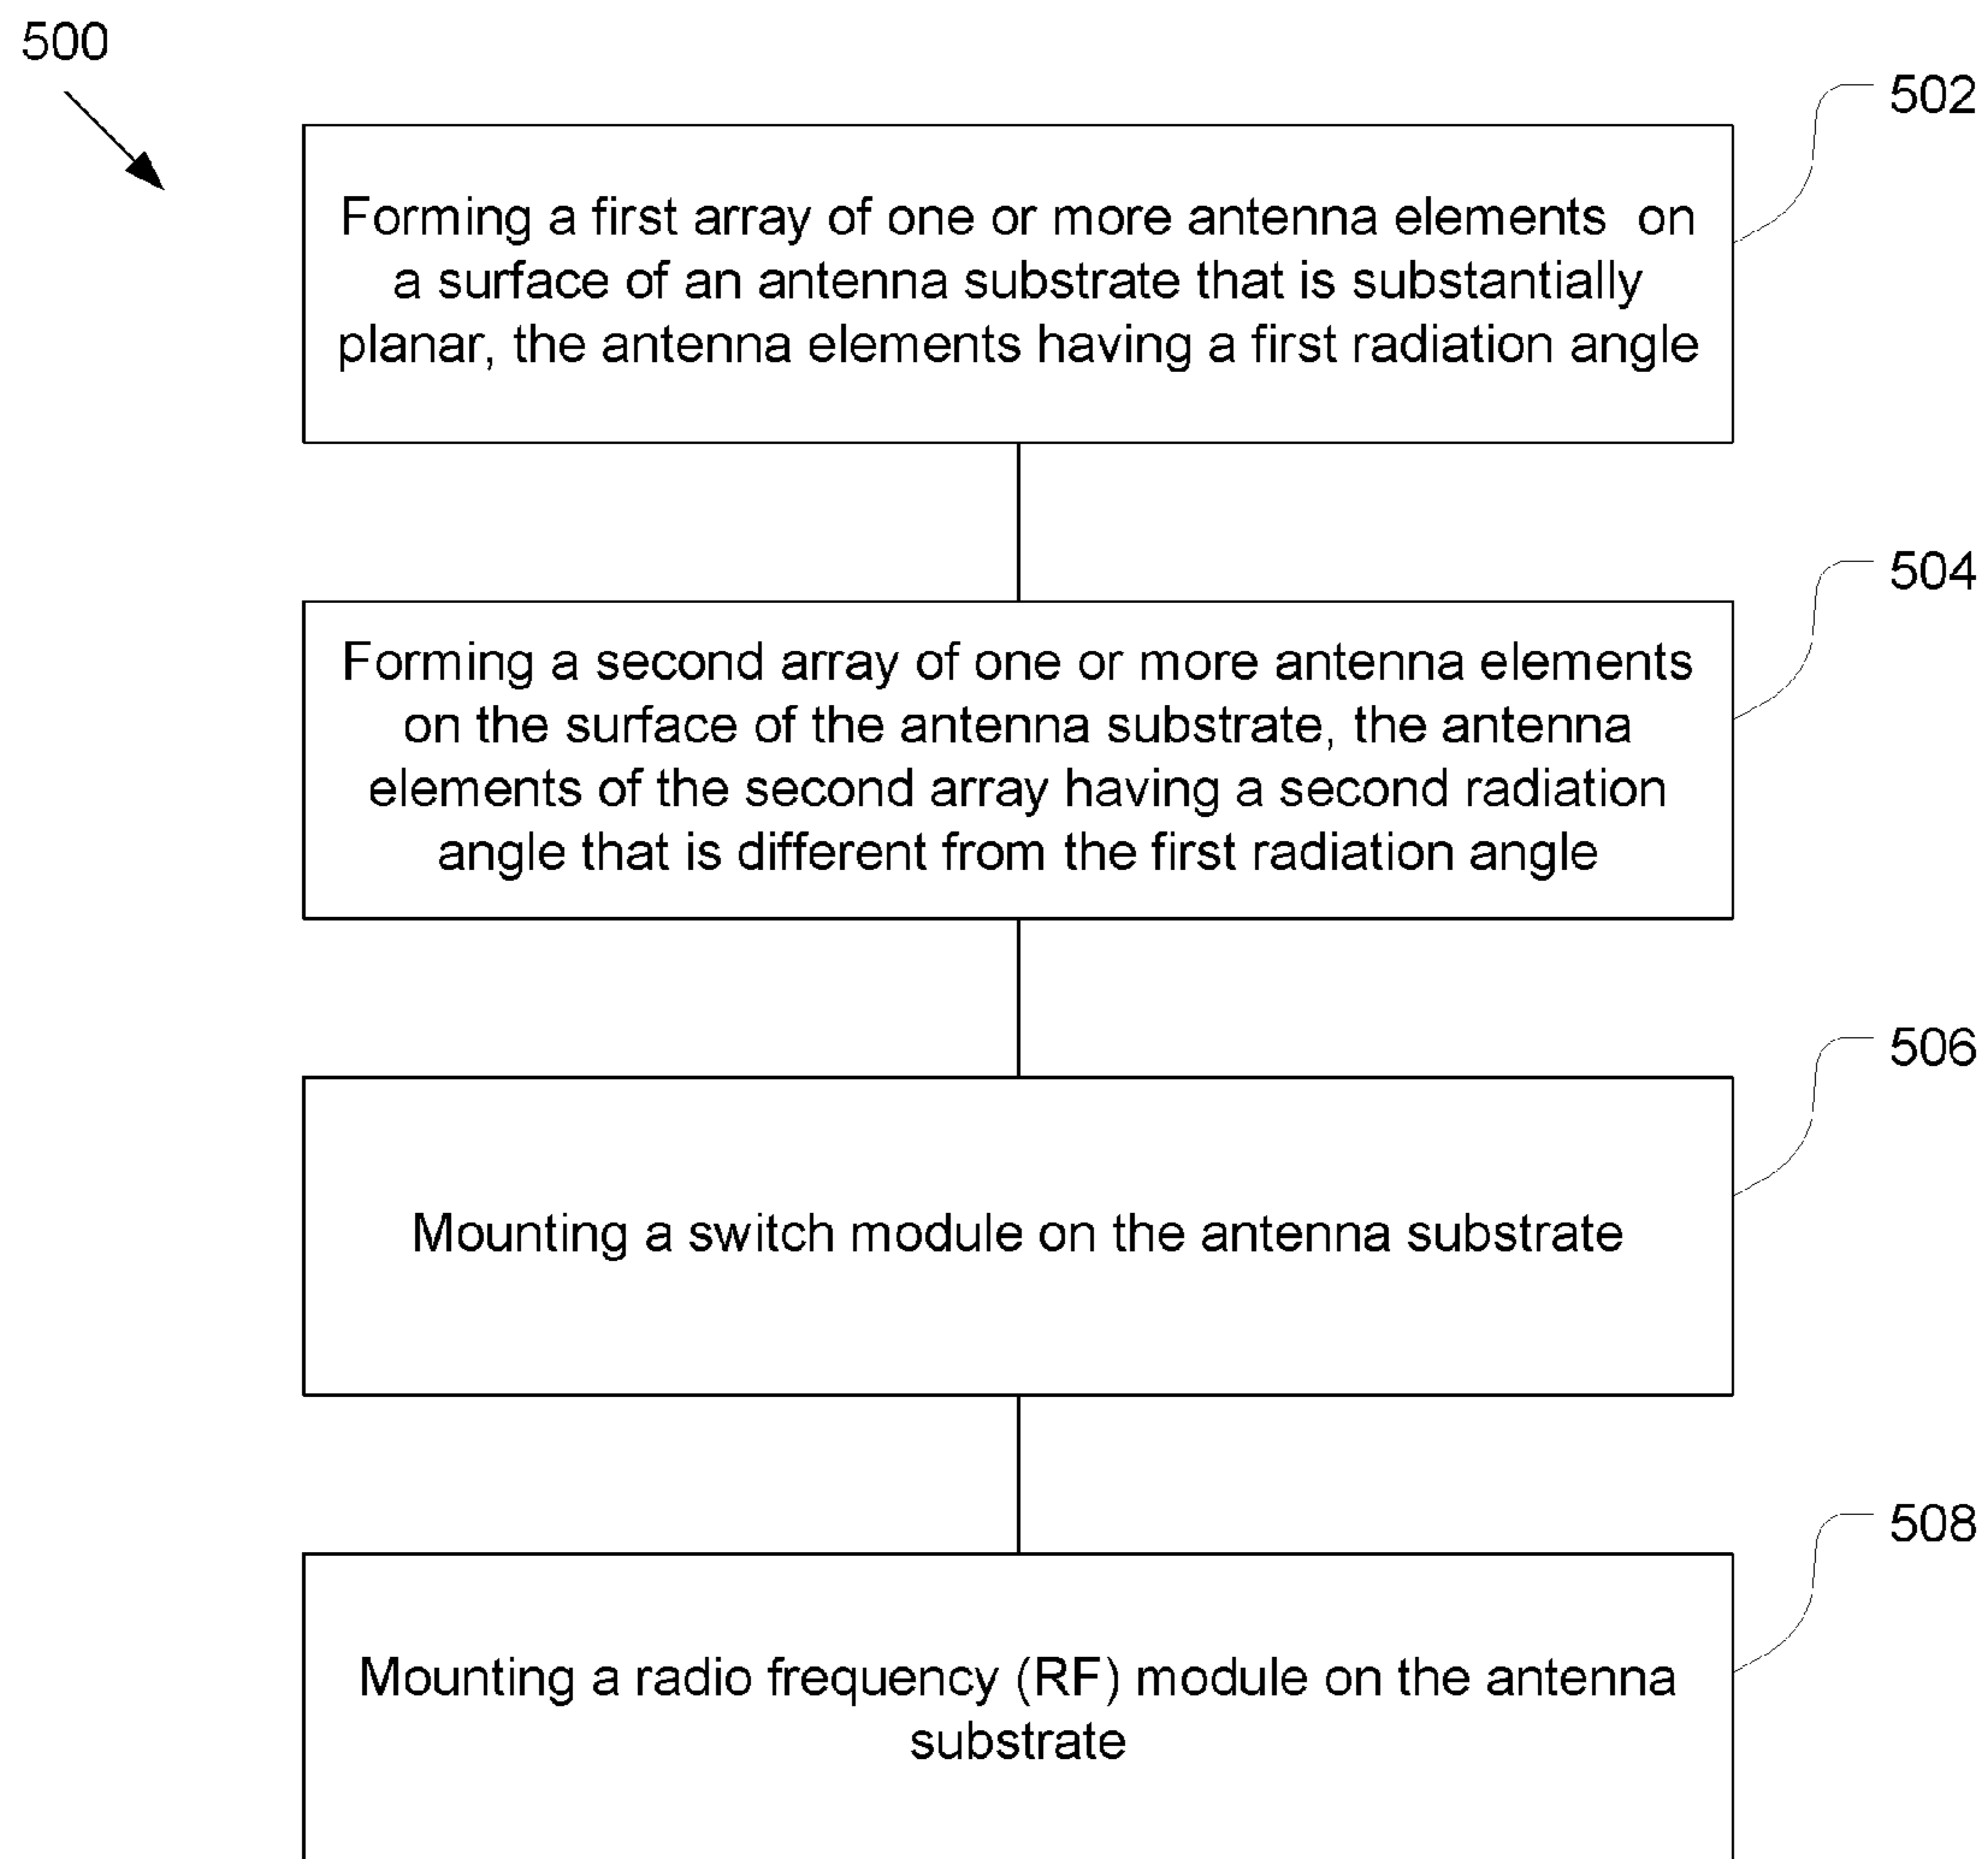 500
502
Forming a first array of one or more antenna elements on
a surface of an antenna substrate that is substantially
planar, the antenna elements having a first radiation angle
504
Forming a second array of one or more antenna elements
on the surface of the antenna substrate, the antenna
elements of the second array having a second radiation
angle that is different from the first radiation angle
506
Mounting a switch module on the antenna substrate
508
Mounting a radio frequency (RF) module on the antenna
substrate